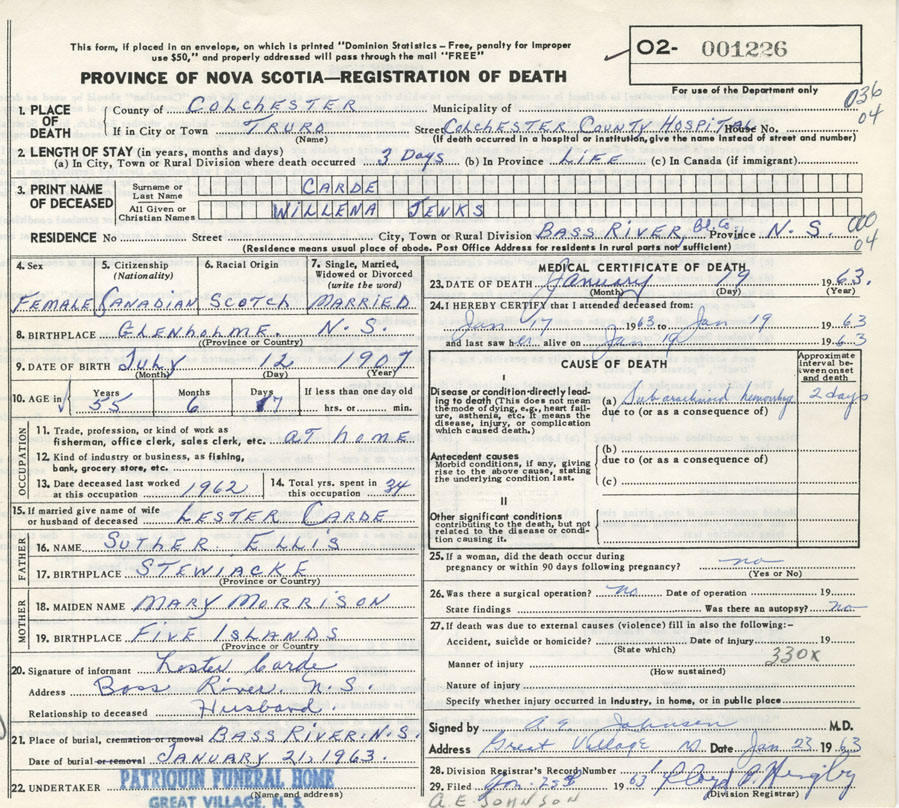 This form, if placed in an envelope, on which is printed "Dominion Statistics – Free, penalty for improper
use $50," and properly addressed will pass through the mail "FREE"
O2- 001226
PROVINCE OF NOVA SCOTIA—REGISTRATION OF DEATH
For use of the Department only
036
04
1. PLACE OF DEATH
County of COLCHESTER Municipality of
If in City or Town TRURO Street COLCHESTER COUNTY HOSPITAL House No.
(Name) (If death occurred in a hospital or institution, give the name instead of street and number)
2. LENGTH OF STAY (in years, months and days)
(a) In City, Town or Rural Division where death occurred 3 Days (b) In Province LIFE (c) In Canada (if immigrant)
3. PRINT NAME OF DECEASED
Surname or Last Name CARDE
All Given or Christian Names WILLENA JENKS
RESIDENCE No Street City, Town or Rural Division BASS RIVER, Province N. S.
000
04
(Residence means usual place of abode. Post Office Address for residents in rural parts not sufficient)
4. Sex FEMALE
5. Citizenship (Nationality) CANADIAN
6. Racial Origin SCOTCH
7. Single, Married, Widowed or Divorced (write the word) MARRIED
8. BIRTHPLACE GLENHOLME. N. S.
(Province or Country)
9. DATE OF BIRTH July 12 1907
(Month) (Day) (Year)
10. AGE in Years 55 Months 6 Days 7 If less than one day old hrs. or min.
OCCUPATION
11. Trade, profession, or kind of work as
fisherman, office clerk, sales clerk, etc. AT HOME
12. Kind of industry or business, as fishing,
bank, grocery store, etc.
13. Date deceased last worked at this occupation 1962
14. Total yrs. spent in this occupation 34
15. If married give name of wife
or husband of deceased LESTER CARDE
FATHER
16. NAME SUTHER ELLIS
17. BIRTHPLACE STEWIACKE
(Province or Country)
MOTHER
18. MAIDEN NAME MARY MORRISON
19. BIRTHPLACE FIVE ISLANDS
(Province or Country
20. Signature of informant Lester Carde
Address Bass River. N. S.
Relationship to deceased Husband.
21. Place of burial, cremation or removal BASS RIVER. N. S.
Date of burial or removal JANUARY 21, 1963.
22. UNDERTAKER PATRIQUIN FUNERAL HOME
(Name and address)
GREAT VILLAGE, N. S.
MEDICAL CERTIFICATE OF DEATH
23. DATE OF DEATH January 19 1963.
(Month) (Day) (Year)
24. I HEREBY CERTIFY that I attended deceased from:
Jan 17 1963 to Jan 19 1963
and last saw her alive on Jan 19 1963
CAUSE OF DEATH
Approximate interval between onset and death
I
Disease or condition directly leading to death (This does not mean the mode of dying, e.g., heart failure, asthenia, etc. It means the disease, injury, or complication which caused death.)
(a) Subarachnoid 2 days
due to (or as a consequence of)
Antecedent causes
Morbid conditions, if any, giving rise to the above cause, stating the underlying condition last.
(b)
due to (or as a consequence of)
(c)
II
Other significant conditions
contributing to the death, but not related to the disease or condition causing it.
25. If a woman, did the death occur during
pregnancy or within 90 days following pregnancy? no
(Yes or No)
26. Was there a surgical operation? no Date of operation 19
State findings Was there an autopsy? no
27. If death was due to external causes (violence) fill in also the following:–
Accident, suicide or homicide? Date of injury 19
(State which)
330X
Manner of injury
(How sustained)
Nature of injury
Specify whether injury occurred in industry, in home, or in public place
Signed by Johnson M.D.
Address Great Village NS Date Jan 23 1963
28. Division Registrar's Record Number 1
29. Filed Jan. 25th 1963 Lloyd
(Division Registrar)
A. E. JOHNSON